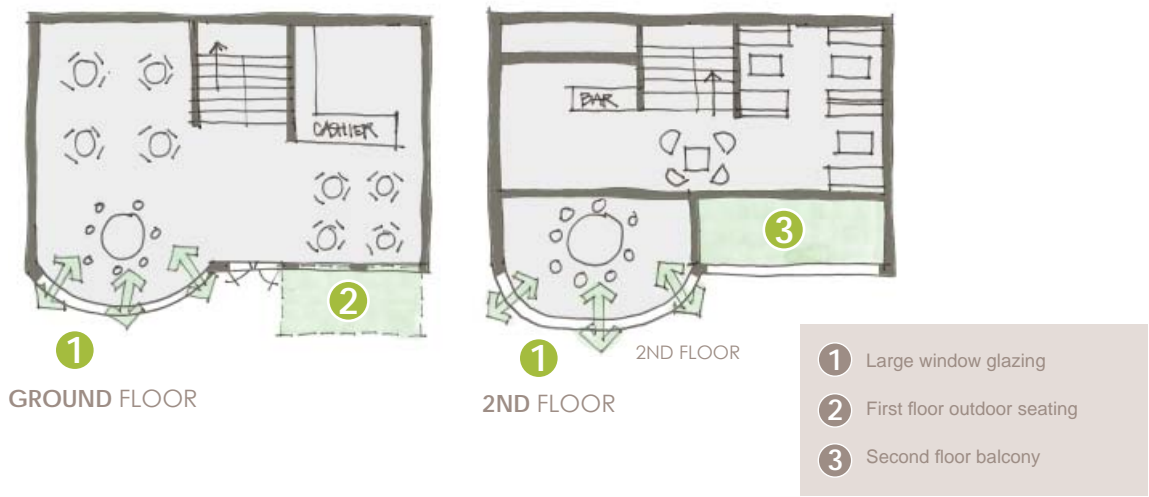 CASHIER
2
1
GROUND FLOOR
BAR
3
1
2ND FLOOR
2ND FLOOR
1 Large window glazing
2 First floor outdoor seating
3 Second floor balcony